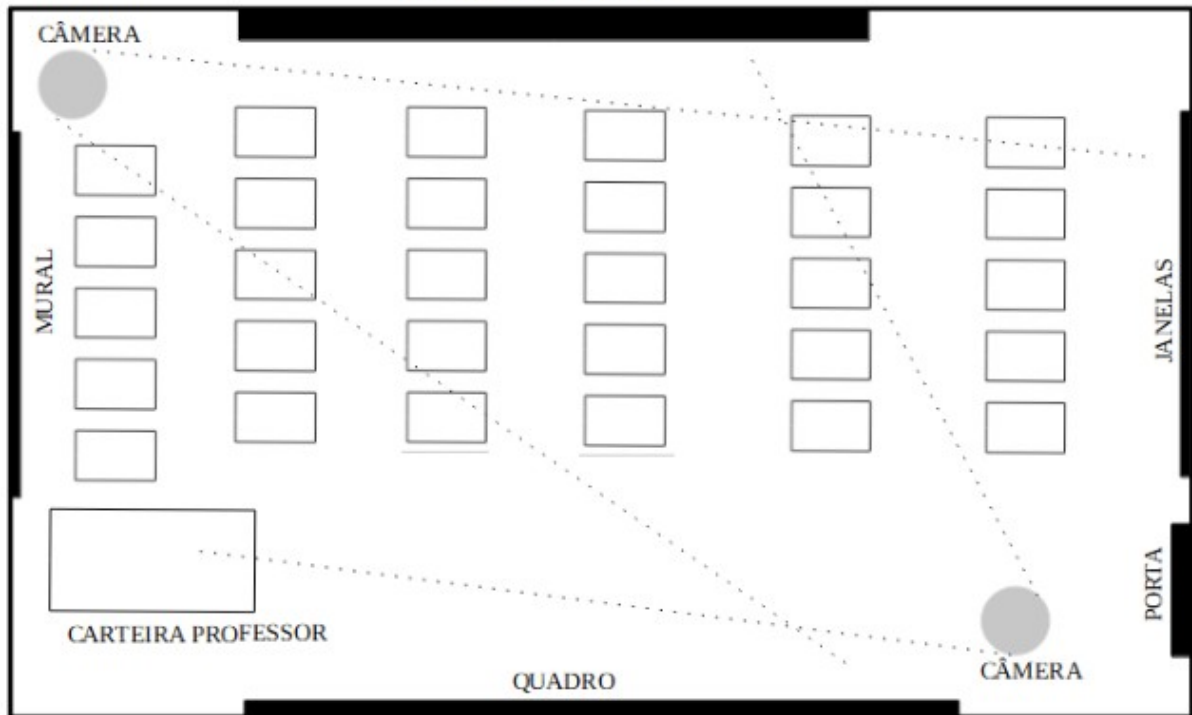 CÂMERA
MURAL
JANELAS
PORTA
CARTEIRA PROFESSOR
CÂMERA
QUADRO